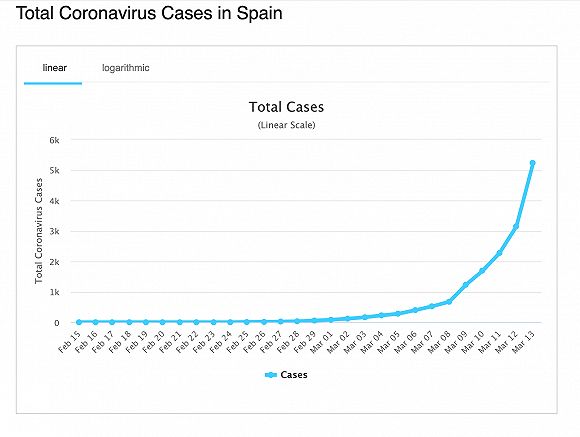 Total Coronavirus Cases in Spain
linear logarithmic
Total Cases
(Linear Scale)
Total Coronavirus Cases
6k
5k
4k
3k
2k
1k
0
Feb 15 Feb 16 Feb 17 Feb 18 Feb 19 Feb 20 Feb 21 Feb 22 Feb 23 Feb 24 Feb 25 Feb 26 Feb 27 Feb 28 Feb 29 Mar 01 Mar 02 Mar 03 Mar 04 Mar 05 Mar 06 Mar 07 Mar 08 Mar 09 Mar 10 Mar 11 Mar 12 Mar 13
Cases